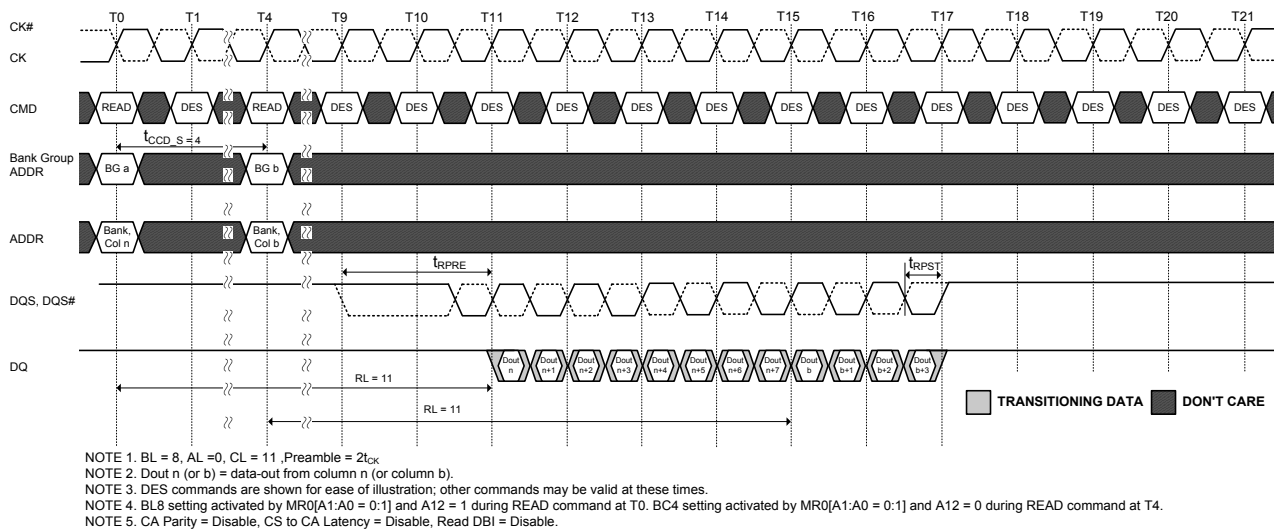 T0 T1 T4 T9 T10 T11 T12 T13 T14 T15 T16 T17 T18 T19 T20 T21
CK#
CK
CMD READ DES READ DES DES DES DES DES DES DES DES DES DES DES DES DES
tCCD_S = 4
Bank Group
ADDR
BG a BG b
ADDR
Bank,
Col n
Bank,
Col b
tRPRE tRPST
DQS, DQS#
DQ
Dout
n
Dout
n+1
Dout
n+2
Dout
n+3
Dout
n+4
Dout
n+5
Dout
n+6
Dout
n+7
Dout
b
Dout
b+1
Dout
b+2
Dout
b+3
RL = 11
RL = 11
TRANSITIONING DATA DON'T CARE
NOTE 1. BL = 8, AL =0, CL = 11 ,Preamble = 2tCK
NOTE 2. Dout n (or b) = data-out from column n (or column b).
NOTE 3. DES commands are shown for ease of illustration; other commands may be valid at these times.
NOTE 4. BL8 setting activated by MR0[A1:A0 = 0:1] and A12 = 1 during READ command at T0. BC4 setting activated by MR0[A1:A0 = 0:1] and A12 = 0 during READ command at T4.
NOTE 5. CA Parity = Disable, CS to CA Latency = Disable, Read DBI = Disable.